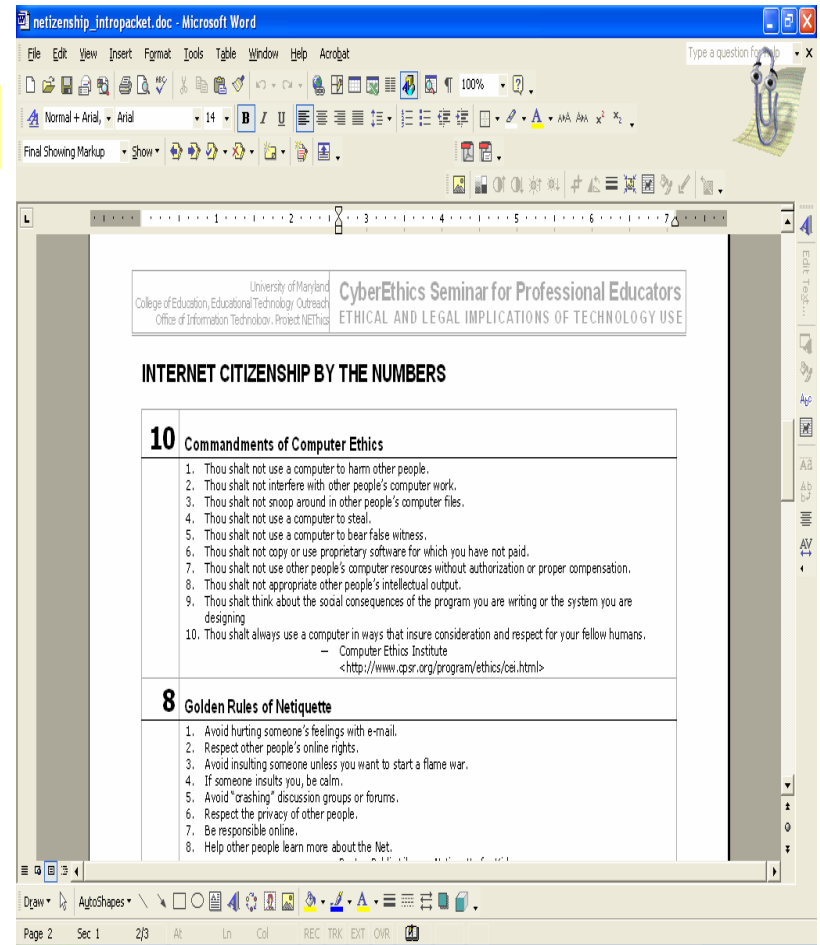 netizenship_intropacket.doc - Microsoft Word
File Edit View Insert Format Tools Table Window Help Acrobat
Type a question for help
100%
Normal + Arial, Arial 14 B I U
Final Showing Markup Show
1 2 3 4 5 6 7
University of Maryland
College of Education, Educational Technology Outreach
Office of Information Technology, Project NEThics
CyberEthics Seminar for Professional Educators
ETHICAL AND LEGAL IMPLICATIONS OF TECHNOLOGY USE
Edit Text...
INTERNET CITIZENSHIP BY THE NUMBERS
10 Commandments of Computer Ethics
1. Thou shalt not use a computer to harm other people.
2. Thou shalt not interfere with other people's computer work.
3. Thou shalt not snoop around in other people's computer files.
4. Thou shalt not use a computer to steal.
5. Thou shalt not use a computer to bear false witness.
6. Thou shalt not copy or use proprietary software for which you have not paid.
7. Thou shalt not use other people's computer resources without authorization or proper compensation.
8. Thou shalt not appropriate other people's intellectual output.
9. Thou shalt think about the social consequences of the program you are writing or the system you are
designing
10. Thou shalt always use a computer in ways that insure consideration and respect for your fellow humans.
— Computer Ethics Institute
<http://www.cpsr.org/program/ethics/cei.html>
8 Golden Rules of Netiquette
1. Avoid hurting someone's feelings with e-mail.
2. Respect other people's online rights.
3. Avoid insulting someone unless you want to start a flame war.
4. If someone insults you, be calm.
5. Avoid "crashing" discussion groups or forums.
6. Respect the privacy of other people.
7. Be responsible online.
8. Help other people learn more about the Net.
Draw AutoShapes
Page 2 Sec 1 2/3 At Ln Col REC TRK EXT OVR